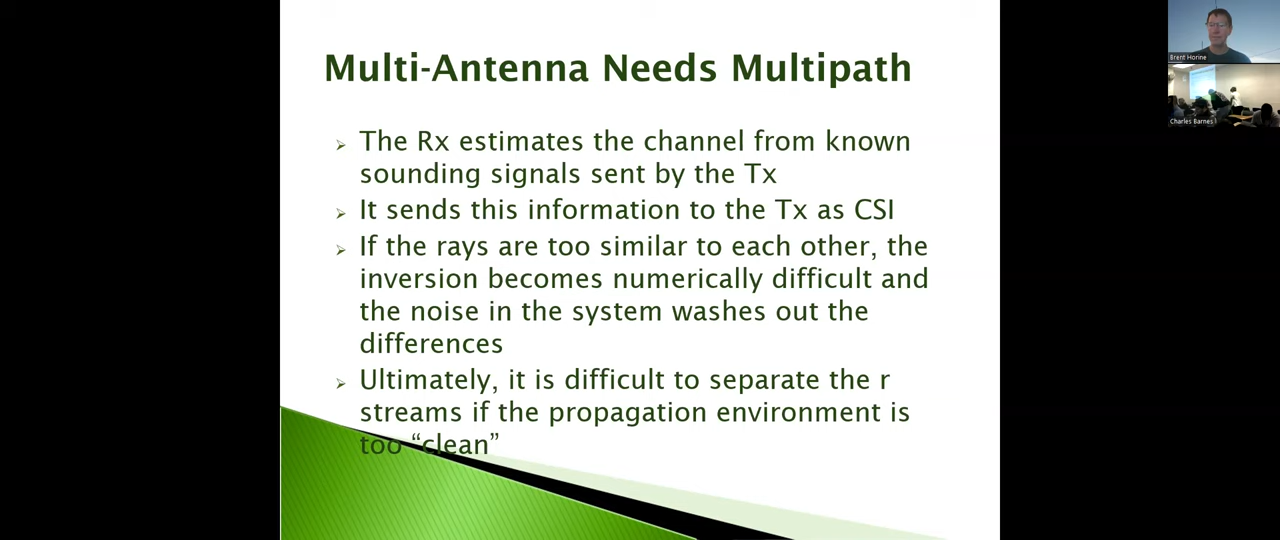 Multi-Antenna Needs Multipath
The Rx estimates the channel from known
sounding signals sent by the Tx
It sends this information to the Tx as CSI
If the rays are too similar to each other, the
inversion becomes numerically difficult and
the noise in the system washes out the
differences
Ultimately, it is difficult to separate the r
streams if the propagation environment is
too “clean”
Brent Horine
Charles Barnes